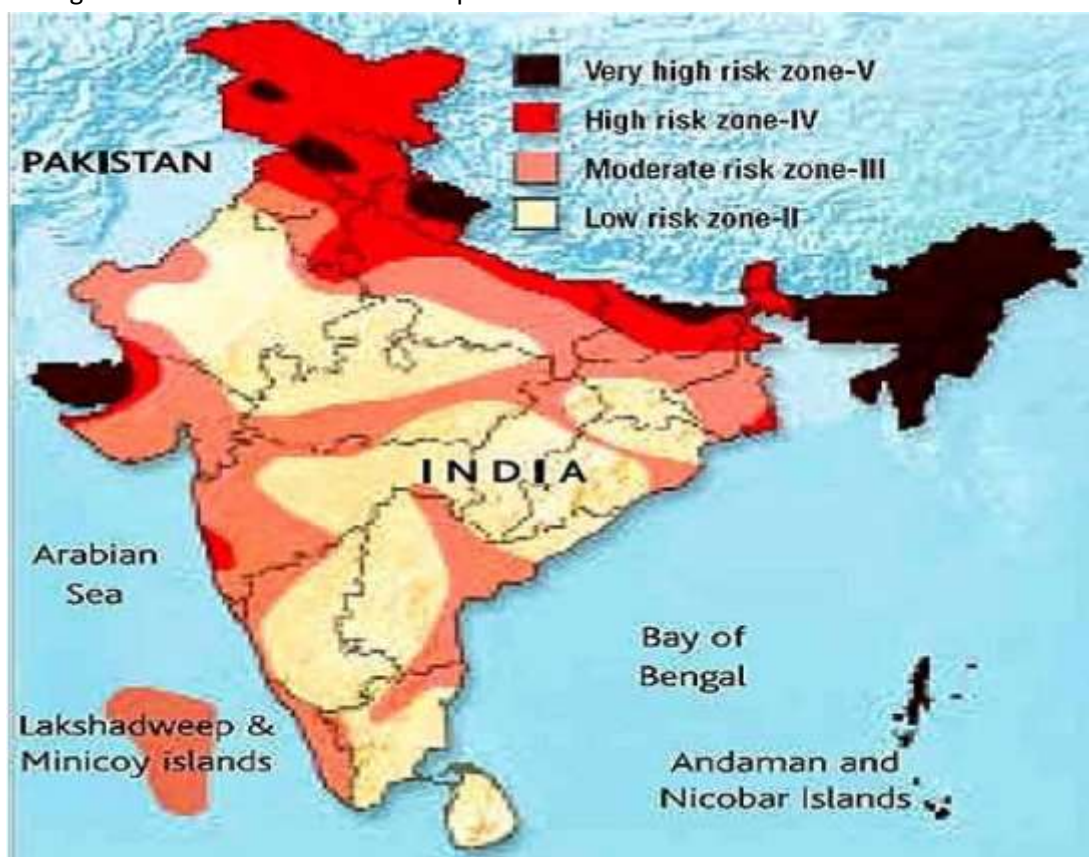 Very high risk zone-V
High risk zone-IV
Moderate risk zone-III
Low risk zone-II
PAKISTAN
INDIA
Arabian
Sea
Bay of
Bengal
Lakshadweep &
Minicoy islands
Andaman and
Nicobar Islands